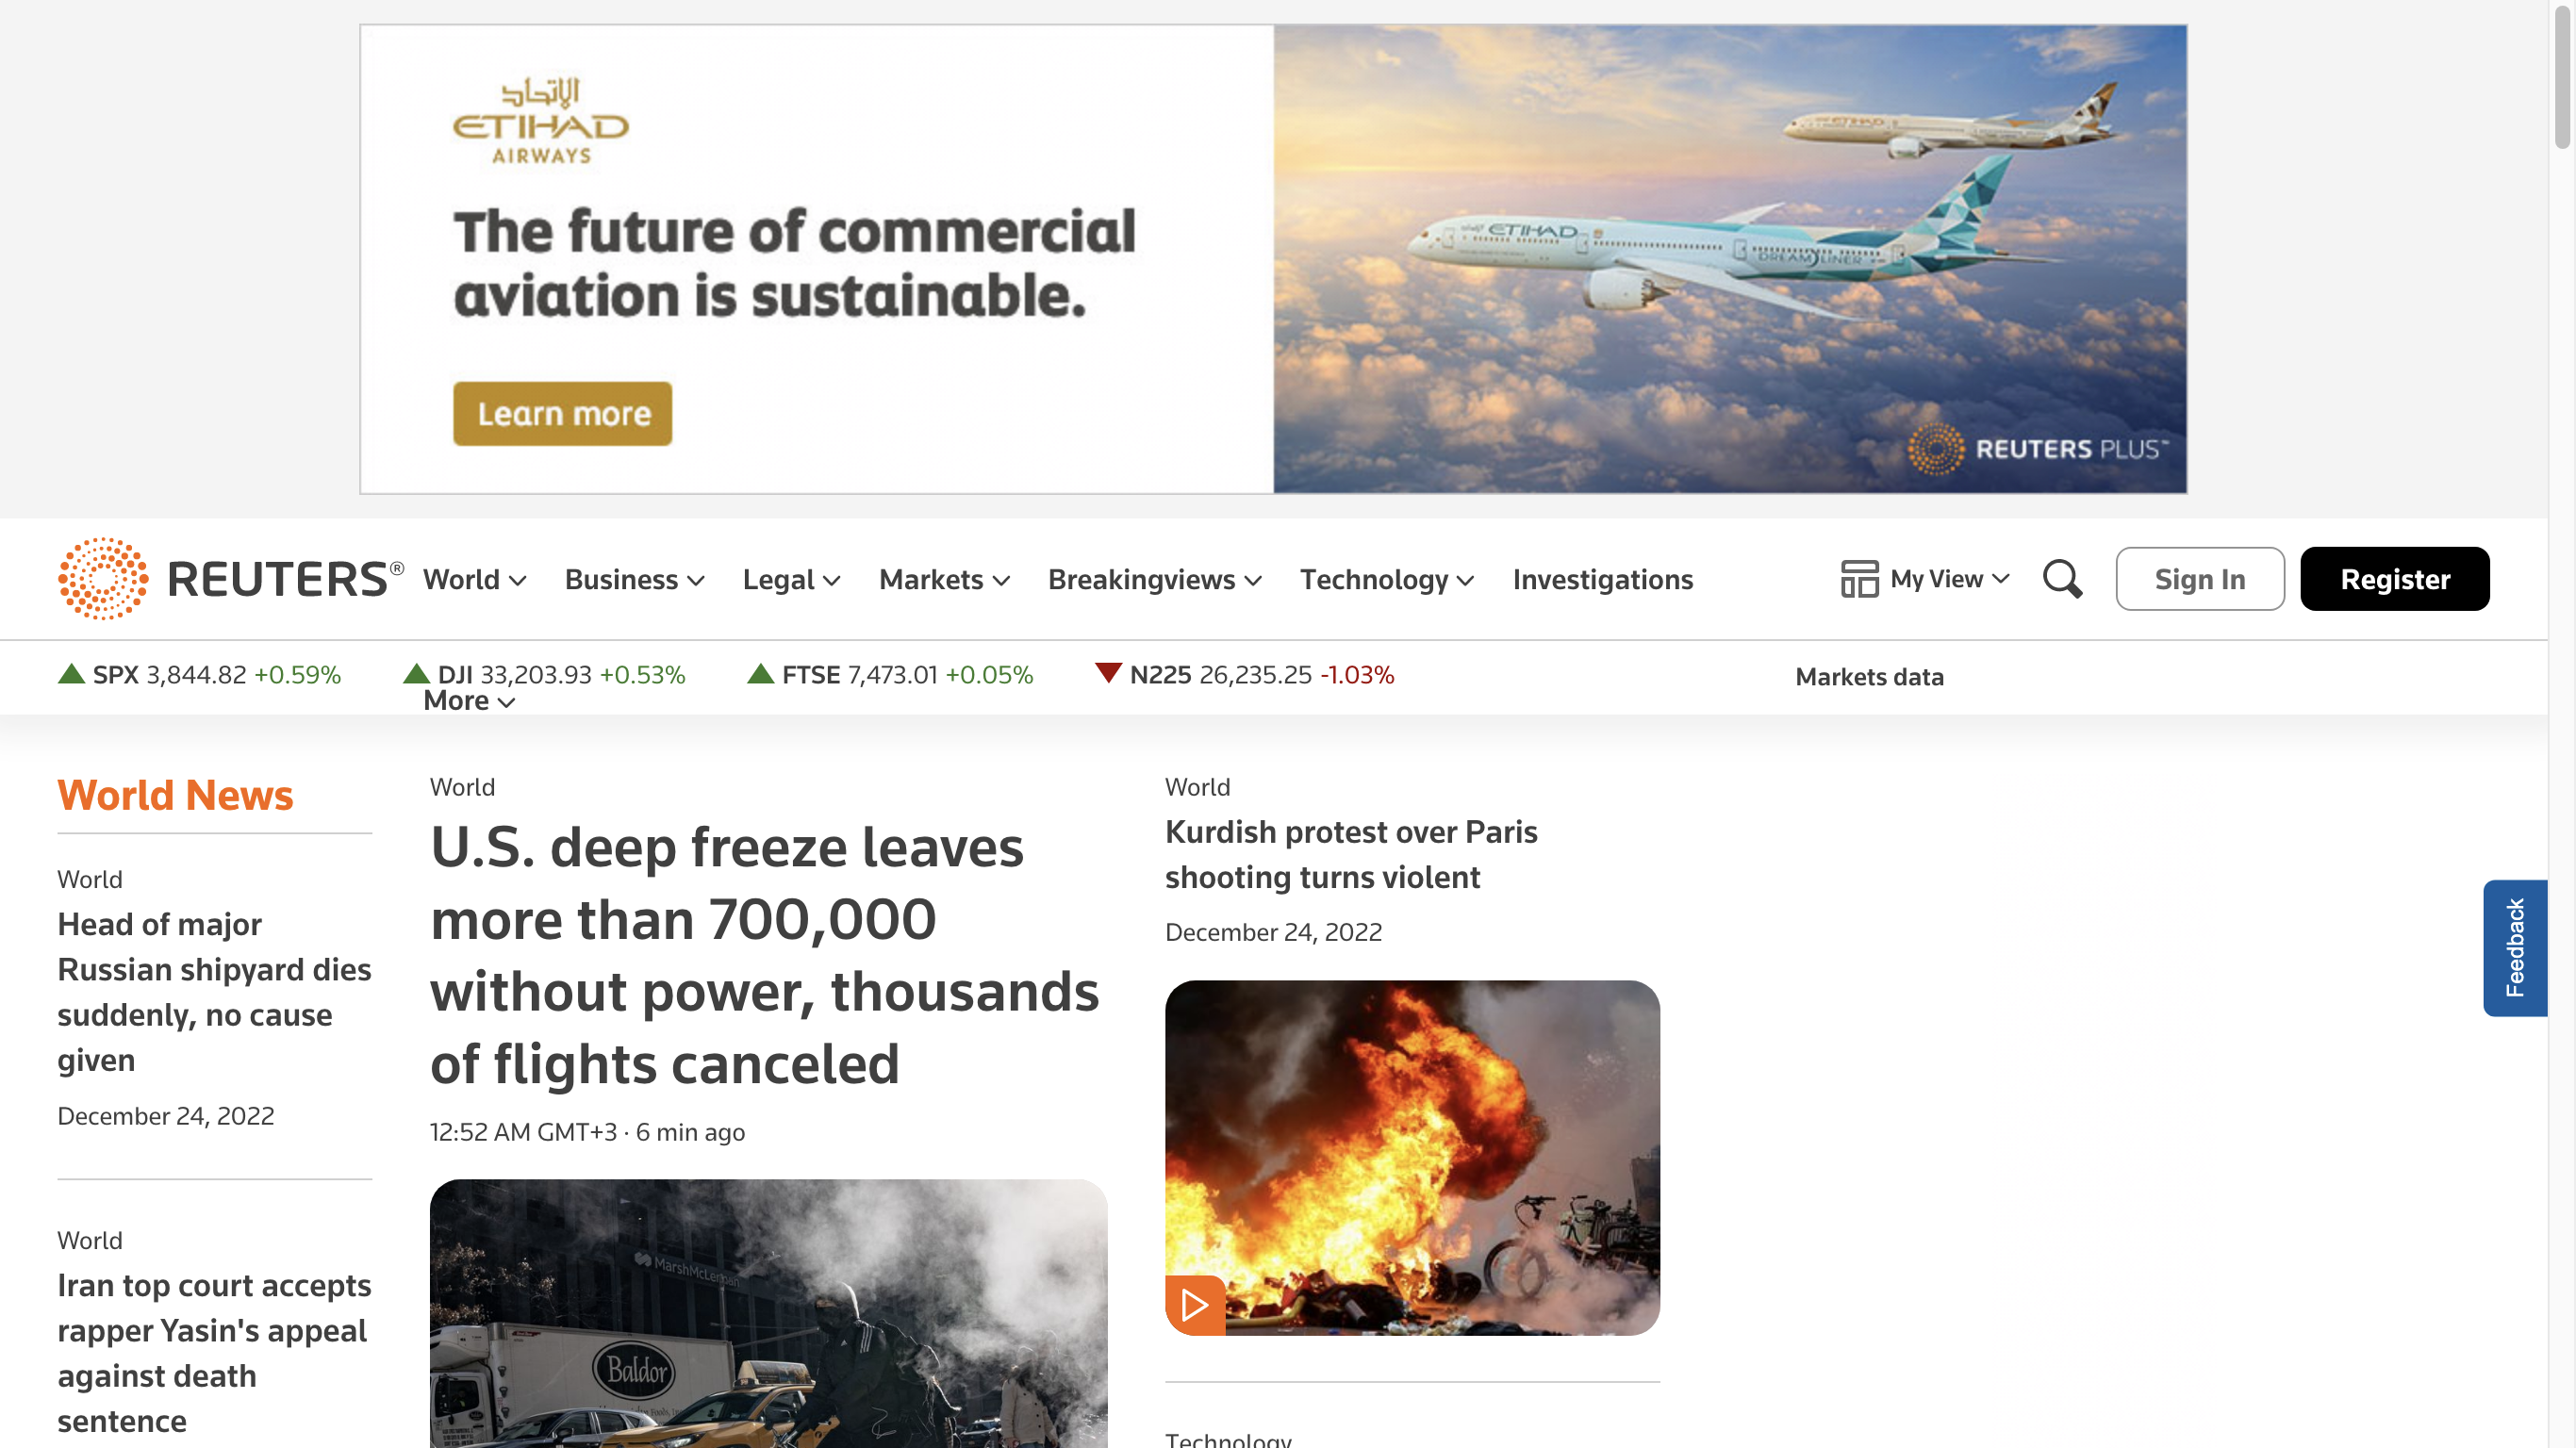 الإتحاد
ETIHAD
AIRWAYS
The future of commercial
aviation is sustainable.
Learn more
ETIHAD
ETIHAD
DREAMLINER
REUTERS PLUS™
REUTERS®
World
Business
Legal
Markets
Breakingviews
Technology
Investigations
My View
Sign In
Register
SPX 3,844.82 +0.59%
DJI 33,203.93 +0.53%
FTSE 7,473.01 +0.05%
N225 26,235.25 -1.03%
Markets data
More
World News
World
Head of major
Russian shipyard dies
suddenly, no cause
given
December 24, 2022
World
Iran top court accepts
rapper Yasin's appeal
against death
sentence
World
U.S. deep freeze leaves
more than 700,000
without power, thousands
of flights canceled
12:52 AM GMT+3 · 6 min ago
MarshMcLennan
Baldor
World
Kurdish protest over Paris
shooting turns violent
December 24, 2022
Technology
Feedback